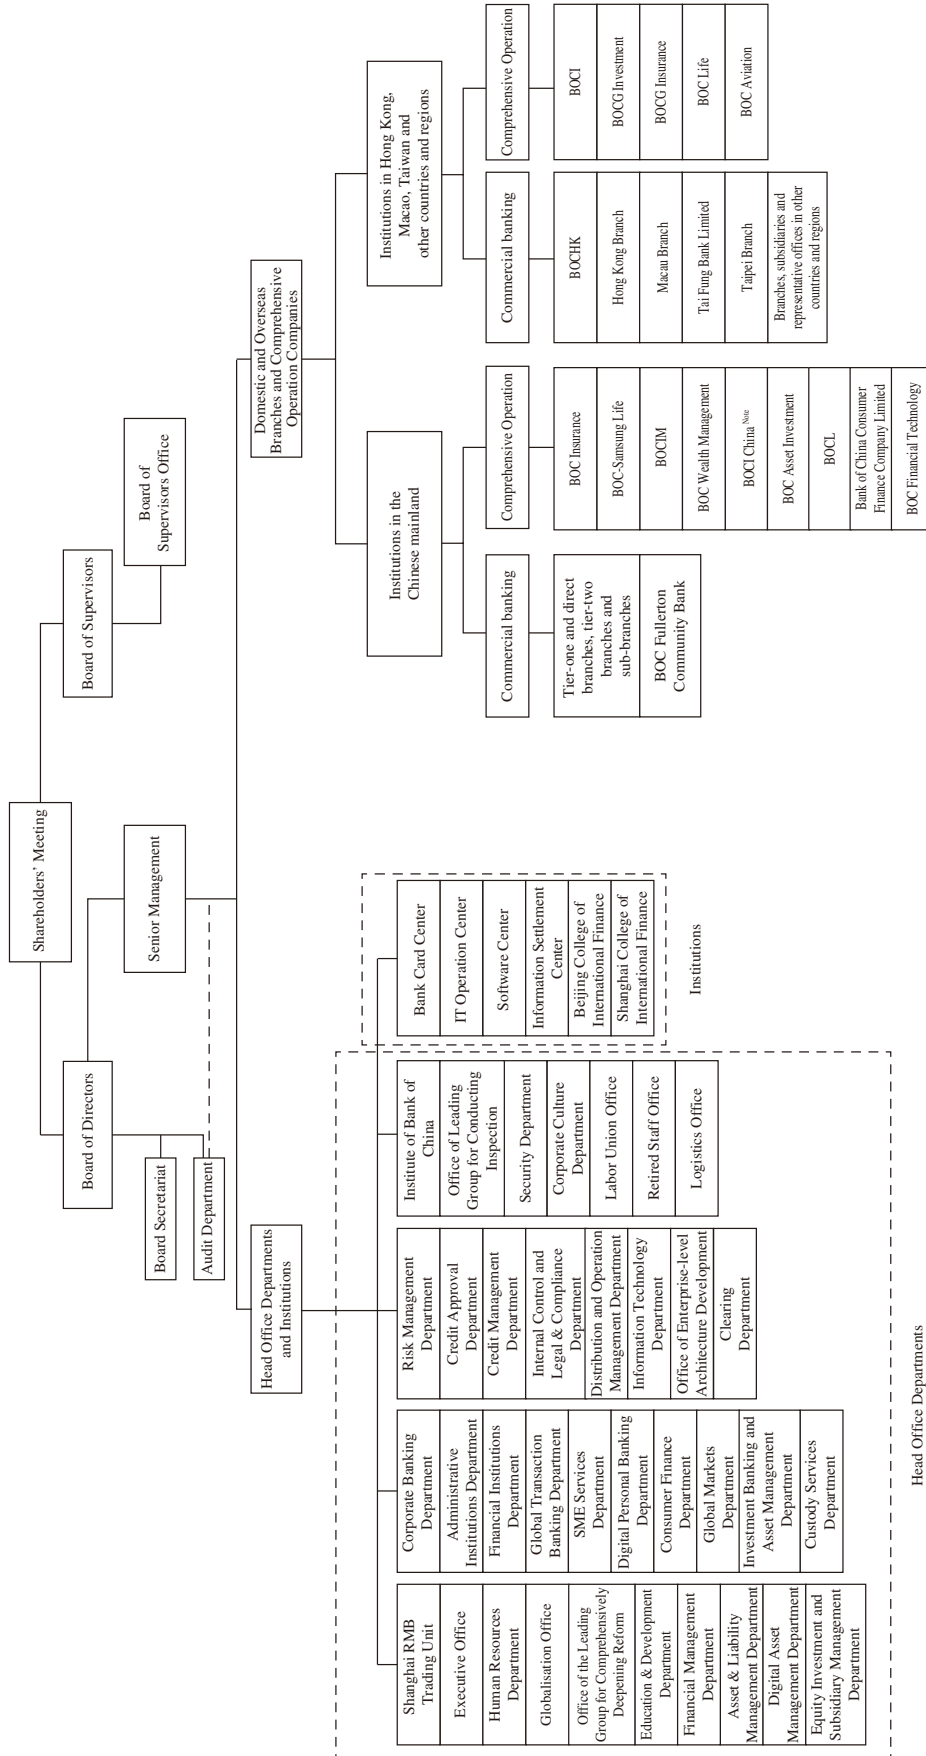 Shareholders’ Meeting
Board of Directors
Board of Supervisors
Board Secretariat
Audit Department
Senior Management
Board of
Supervisors Office
Head Office Departments
and Institutions
Domestic and Overseas
Branches and Comprehensive
Operation Companies
Shanghai RMB
Trading Unit
Executive Office
Human Resources
Department
Globalisation Office
Office of the Leading
Group for Comprehensively
Deepening Reform
Education & Development
Department
Financial Management
Department
Asset & Liability
Management Department
Digital Asset
Management Department
Equity Investment and
Subsidiary Management
Department
Corporate Banking
Department
Administrative
Institutions Department
Financial Institutions
Department
Global Transaction
Banking Department
SME Services
Department
Digital Personal Banking
Department
Consumer Finance
Department
Global Markets
Department
Investment Banking and
Asset Management
Department
Custody Services
Department
Risk Management
Department
Credit Approval
Department
Credit Management
Department
Internal Control and
Legal & Compliance
Department
Distribution and Operation
Management Department
Information Technology
Department
Office of Enterprise-level
Architecture Development
Clearing
Department
Institute of Bank of
China
Office of Leading
Group for Conducting
Inspection
Security Department
Corporate Culture
Department
Labor Union Office
Retired Staff Office
Logistics Office
Head Office Departments
Bank Card Center
IT Operation Center
Software Center
Information Settlement
Center
Beijing College of
International Finance
Shanghai College of
International Finance
Institutions
Institutions in the
Chinese mainland
Commercial banking
Tier-one and direct
branches, tier-two
branches and
sub-branches
BOC Fullerton
Community Bank
Comprehensive Operation
BOC Insurance
BOC-Samsung Life
BOCIM
BOC Wealth Management
BOCI China Note
BOC Asset Investment
BOCL
Bank of China Consumer
Finance Company Limited
BOC Financial Technology
Institutions in Hong Kong,
Macao, Taiwan and
other countries and regions
Commercial banking
BOCHK
Hong Kong Branch
Macau Branch
Tai Fung Bank Limited
Taipei Branch
Branches, subsidiaries and
representative offices in other
countries and regions
Comprehensive Operation
BOCI
BOCG Investment
BOCG Insurance
BOC Life
BOC Aviation